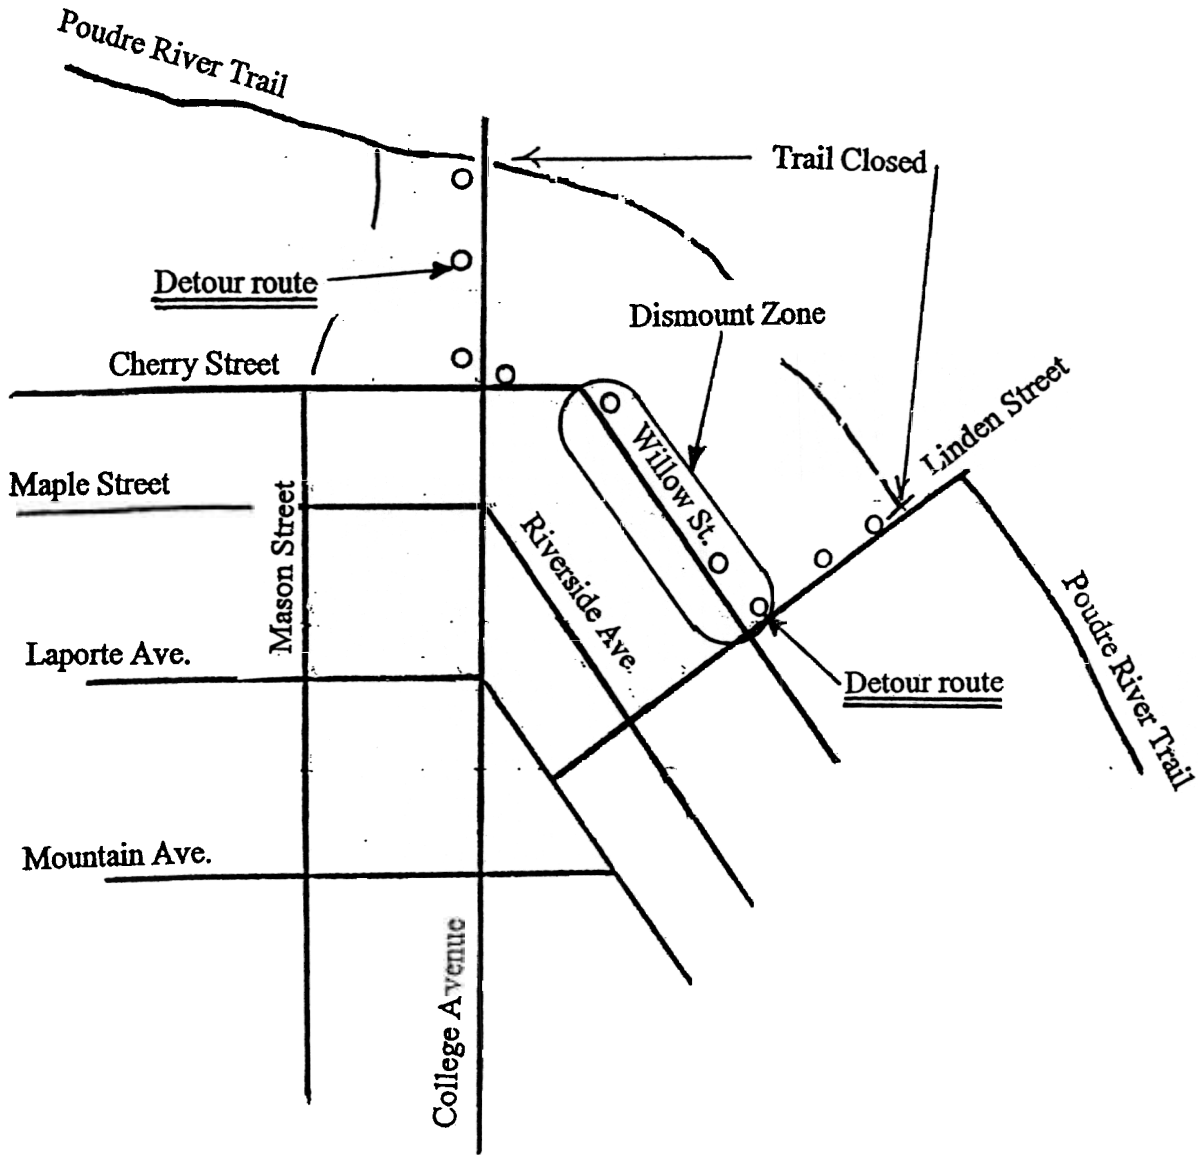 Poudre River Trail
Trail Closed
Detour route
Dismount Zone
Cherry Street
Linden Street
Willow St.
Maple Street
Mason Street
Riverside Ave.
Poudre River Trail
Laporte Ave.
Detour route
Mountain Ave.
College Avenue